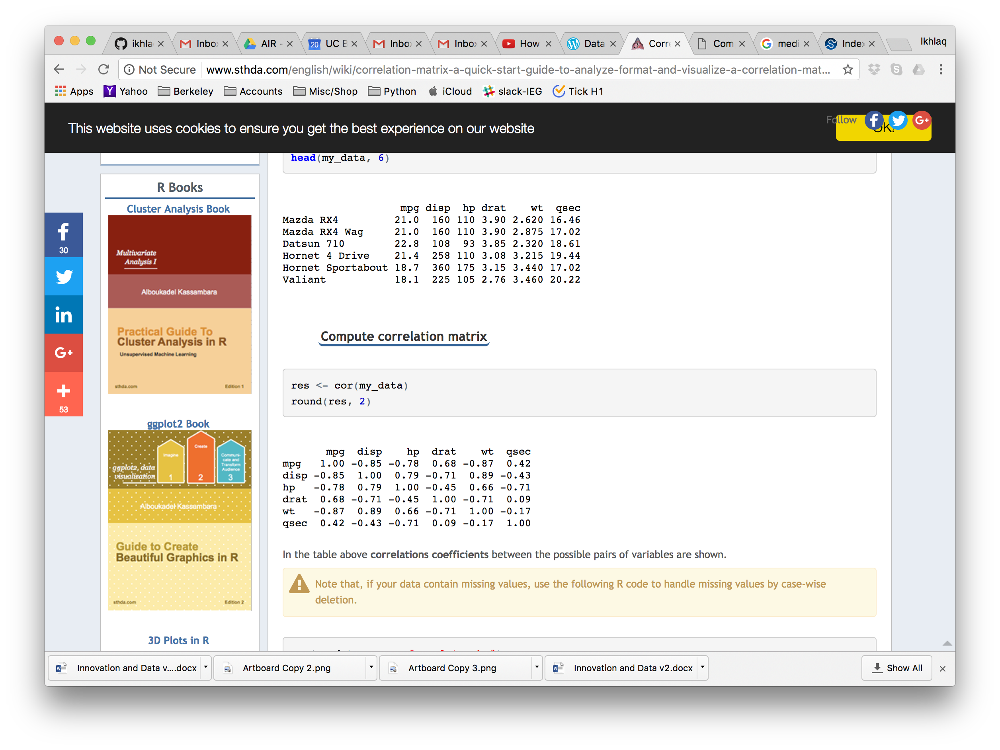 ikhla
Inbo
AIR -
20
UC B
Inbo
Inbo
How
Data
Corre
Com
medi
Index
Ikhlaq
Not Secure
www.sthda.com/english/wiki/correlation-matrix-a-quick-start-guide-to-analyze-format-and-visualize-a-correlation-mat...
Apps
Yahoo
Berkeley
Accounts
Misc/Shop
Python
iCloud
slack-IEG
Tick H1
This website uses cookies to ensure you get the best experience on our website
Follow
OK!
head(my_data, 6)
30
53
R Books
Cluster Analysis Book
Multivariate
Analysis I
Alboukadel Kassambara
Practical Guide To
Cluster Analysis in R
Unsupervised Machine Learning
sthda.com
Edition 1
ggplot2 Book
Imagine
Create
Communi-
cate and
Transform
Audience
ggplot2, data
visualization
1
2
3
Alboukadel Kassambara
Guide to Create
Beautiful Graphics in R
sthda.com
Edition 2
3D Plots in R
mpg disp hp drat wt qsec
Mazda RX4 21.0 160 110 3.90 2.620 16.46
Mazda RX4 Wag 21.0 160 110 3.90 2.875 17.02
Datsun 710 22.8 108 93 3.85 2.320 18.61
Hornet 4 Drive 21.4 258 110 3.08 3.215 19.44
Hornet Sportabout 18.7 360 175 3.15 3.440 17.02
Valiant 18.1 225 105 2.76 3.460 20.22
Compute correlation matrix
res <- cor(my_data)
round(res, 2)
mpg disp hp drat wt qsec
mpg 1.00 -0.85 -0.78 0.68 -0.87 0.42
disp -0.85 1.00 0.79 -0.71 0.89 -0.43
hp -0.78 0.79 1.00 -0.45 0.66 -0.71
drat 0.68 -0.71 -0.45 1.00 -0.71 0.09
wt -0.87 0.89 0.66 -0.71 1.00 -0.17
qsec 0.42 -0.43 -0.71 0.09 -0.17 1.00
In the table above correlations coefficients between the possible pairs of variables are shown.
Note that, if your data contain missing values, use the following R code to handle missing values by case-wise
deletion.
Innovation and Data v....docx
Artboard Copy 2.png
Artboard Copy 3.png
Innovation and Data v2.docx
Show All